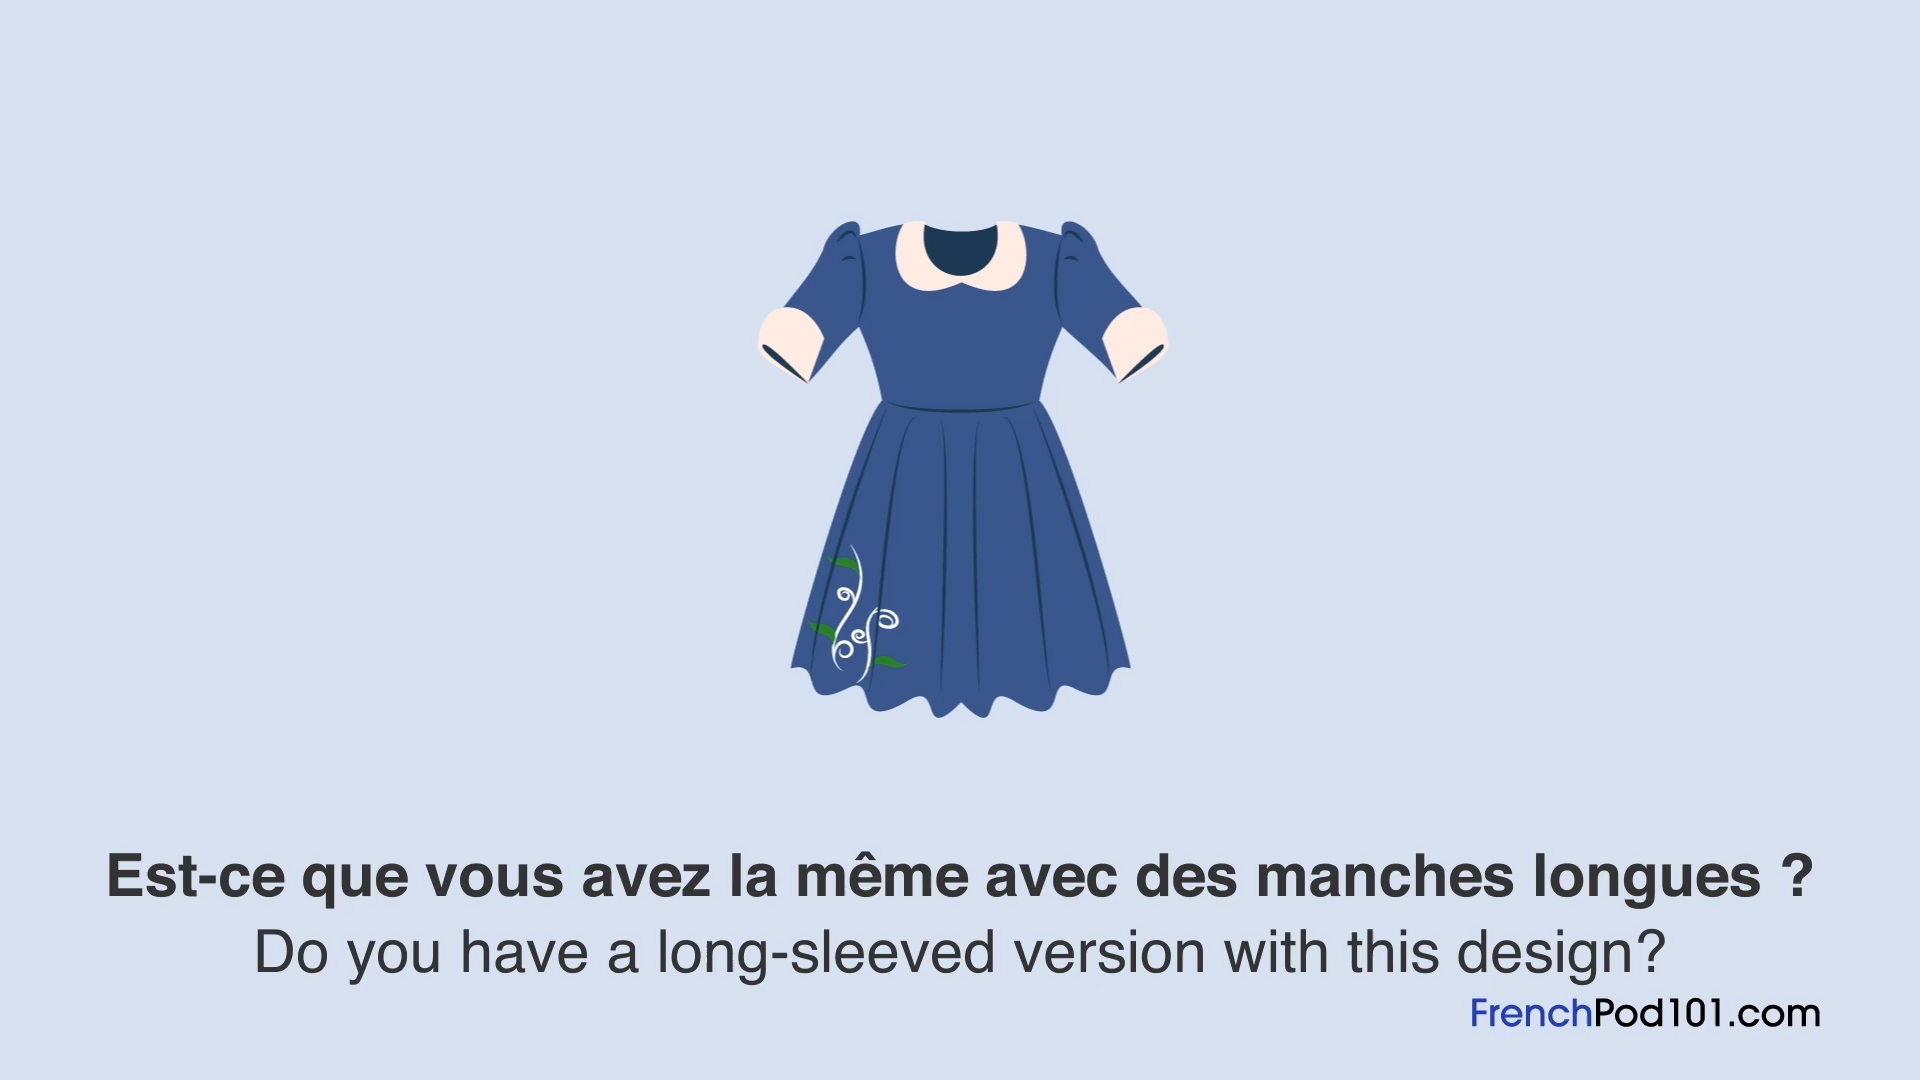 Est-ce que vous avez la même avec des manches longues ?
Do you have a long-sleeved version with this design?
FrenchPod101.com